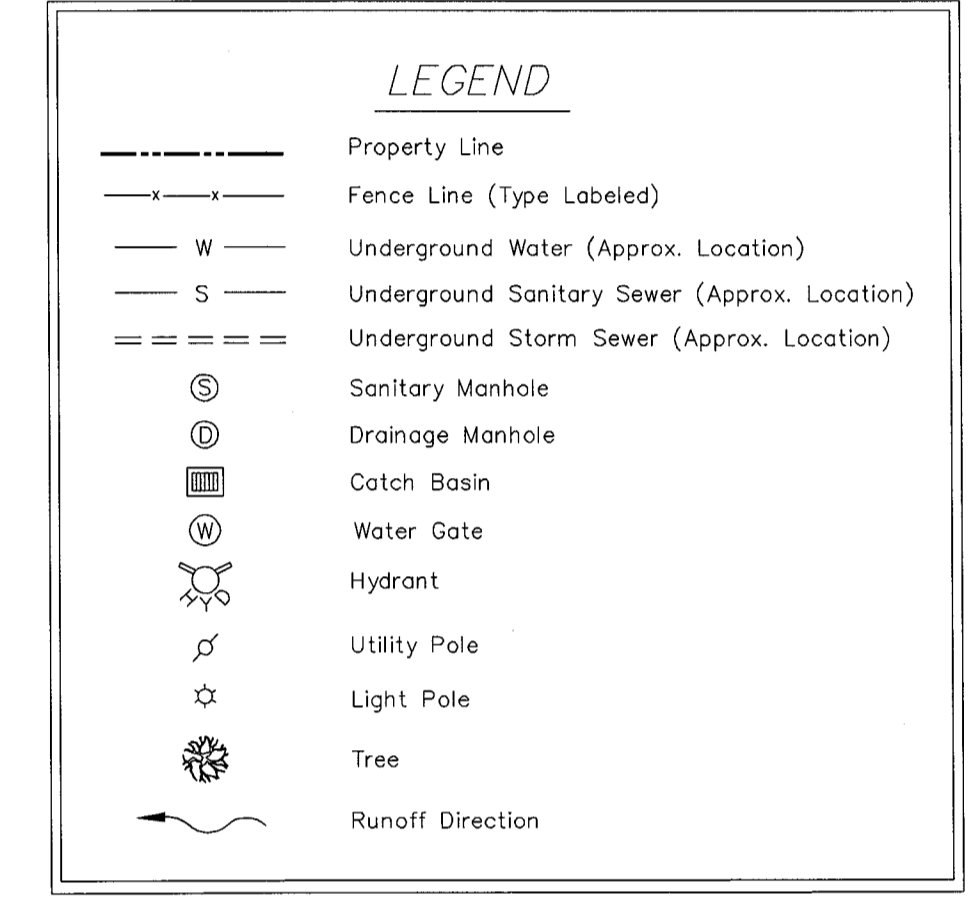 LEGEND
Property Line
x x Fence Line (Type Labeled)
W Underground Water (Approx. Location)
S Underground Sanitary Sewer (Approx. Location)
Underground Storm Sewer (Approx. Location)
S Sanitary Manhole
D Drainage Manhole
Catch Basin
W Water Gate
HYD Hydrant
Utility Pole
Light Pole
Tree
Runoff Direction